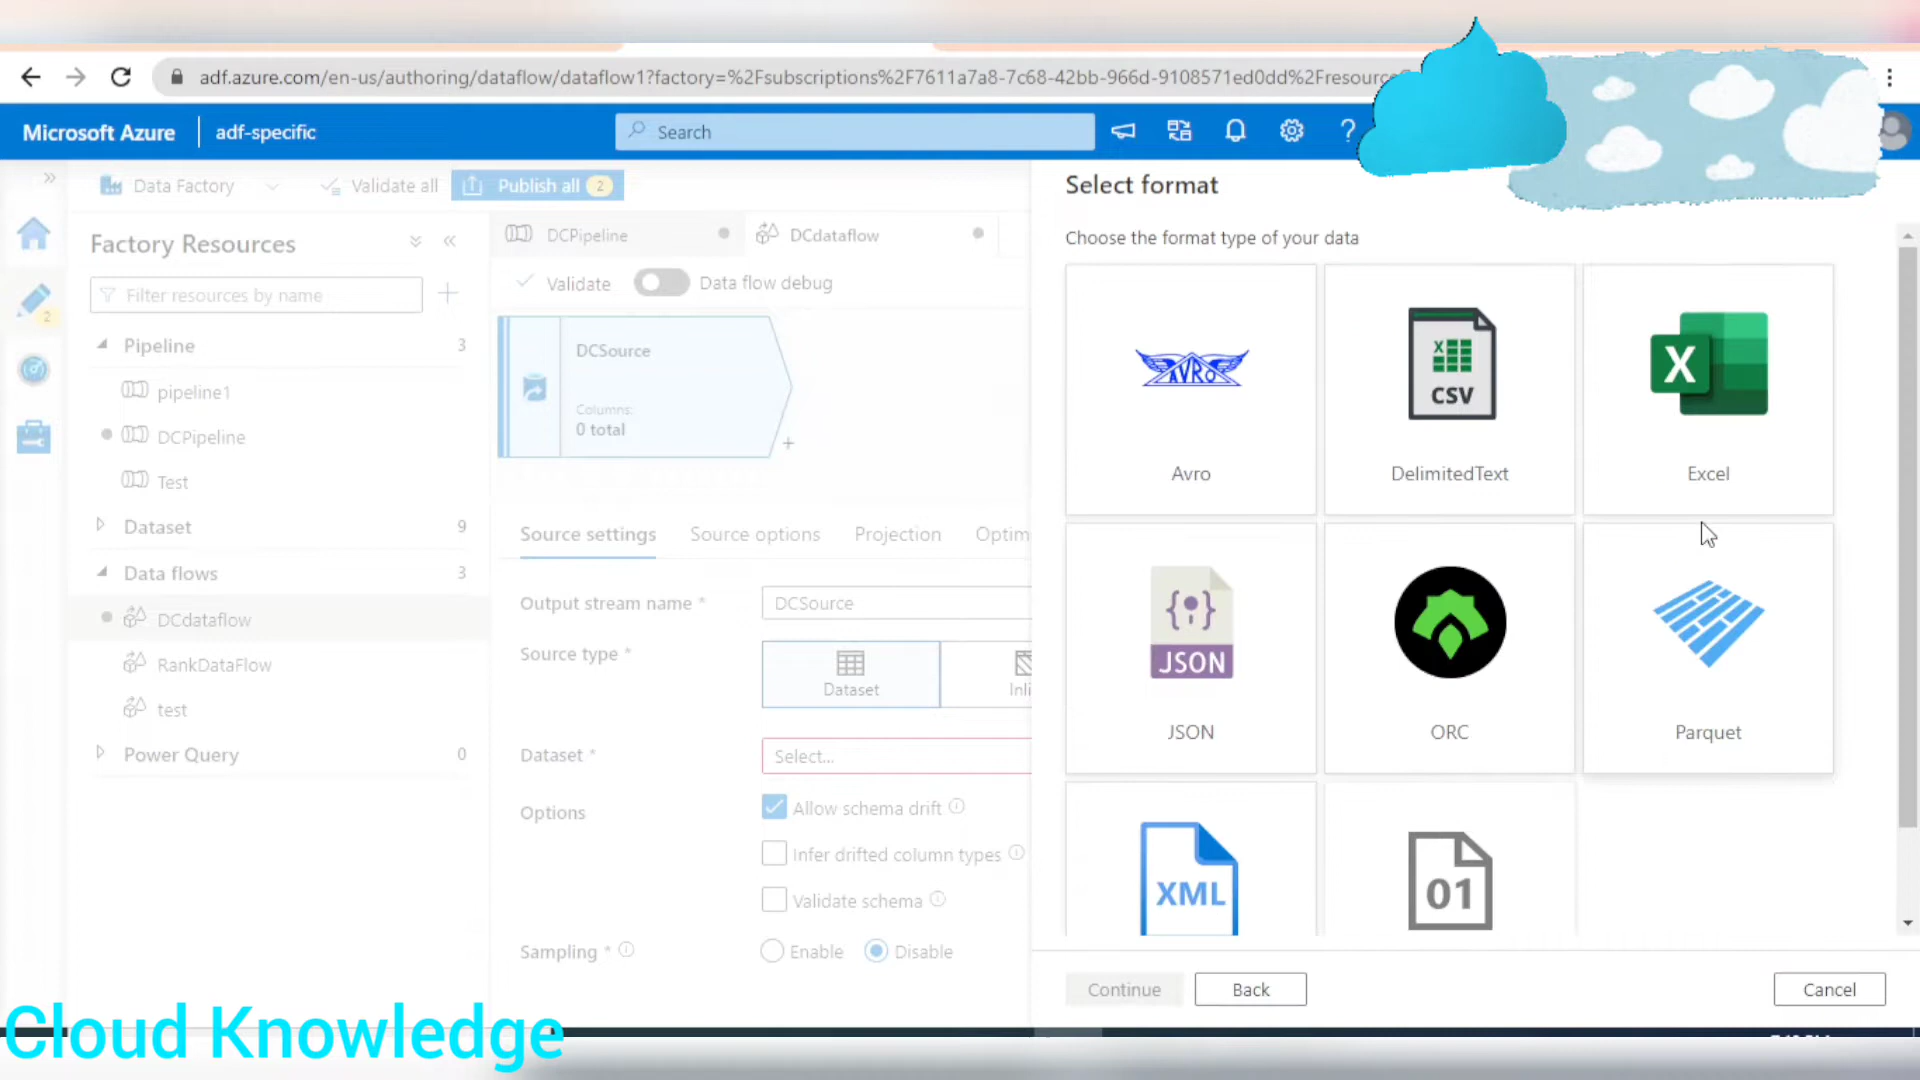 adf.azure.com/en-us/authoring/dataflow/dataflow1?factory=%2Fsubscriptions%2F7611a7a8-7c68-42bb-966d-9108571ed0dd%2Fresource
Microsoft Azure
adf-specific
Search
?
Data Factory
Validate all
Publish all 2
Factory Resources
Filter resources by name
2
Pipeline 3
pipeline1
DCPipeline
Test
Dataset 9
Data flows 3
DCdataflow
RankDataFlow
test
Power Query 0
DCPipeline
DCdataflow
Validate
Data flow debug
DCSource
Columns:
0 total
Source settings
Source options
Projection
Optim
Output stream name *
DCSource
Source type *
Dataset
Inli
Dataset *
Select...
Options
Allow schema drift
Infer drifted column types
Validate schema
Sampling *
Enable
Disable
Select format
Choose the format type of your data
AVRO
Avro
X
CSV
DelimitedText
X
Excel
JSON
JSON
ORC
Parquet
XML
01
Continue
Back
Cancel
Cloud Knowledge